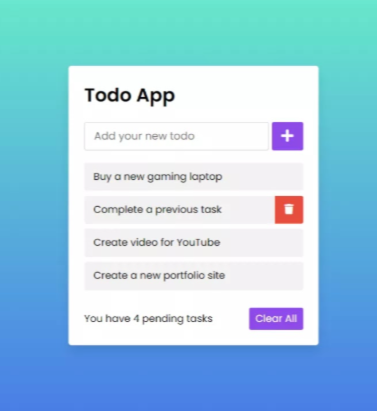 Todo App
Add your new todo
Buy a new gaming laptop
Complete a previous task
Create video for YouTube
Create a new portfolio site
You have 4 pending tasks
Clear All